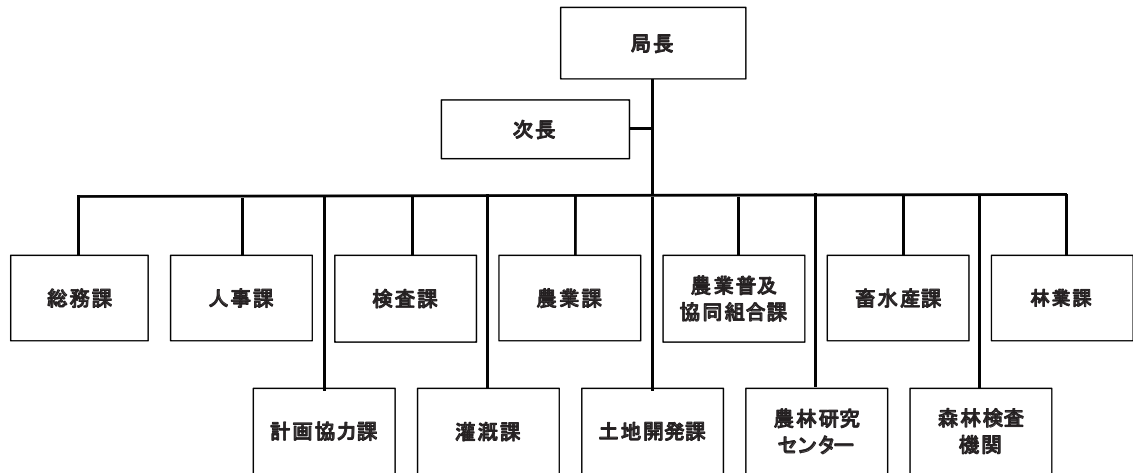 局長
次長
総務課
人事課
検査課
農業課
農業普及
協同組合課
畜水産課
林業課
計画協力課
灌漑課
土地開発課
農林研究
センター
森林検査
機関